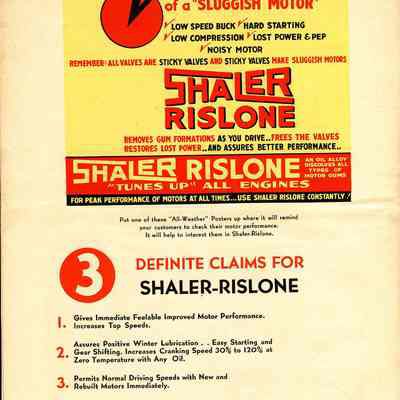 of a "SLUGGISH MOTOR"
LOW SPEED BUCK HARD STARTING
LOW COMPRESSION LOST POWER & PEP
NOISY MOTOR
REMEMBER: ALL VALVES ARE STICKY VALVES AND STICKY VALVES MAKE SLUGGISH MOTORS
SHALER
RISLONE
REMOVES GUM FORMATIONS AS YOU DRIVE..FREES THE VALVES
RESTORES LOST POWER..AND ASSURES BETTER PERFORMANCE..
SHALER RISLONE
AN OIL ALLOY
DISSOLVES ALL
TYPES OF
MOTOR GUMS
"TUNES UP" ALL ENGINES
FOR PEAK PERFORMANCE OF MOTORS AT ALL TIMES...USE SHALER RISLONE CONSTANTLY!
Put one of these "All-Weather" Posters up where it will remind
your customers to check their motor performance.
It will help to interest them in Shaler-Rislone.
3
DEFINITE CLAIMS FOR
SHALER-RISLONE
1. Gives Immediate Feelable Improved Motor Performance.
Increases Top Speeds.
2. Assures Positive Winter Lubrication . . Easy Starting and
Gear Shifting. Increases Cranking Speed 30% to 120% at
Zero Temperature with Any Oil.
3. Permits Normal Driving Speeds with New and
Rebuilt Motors Immediately.